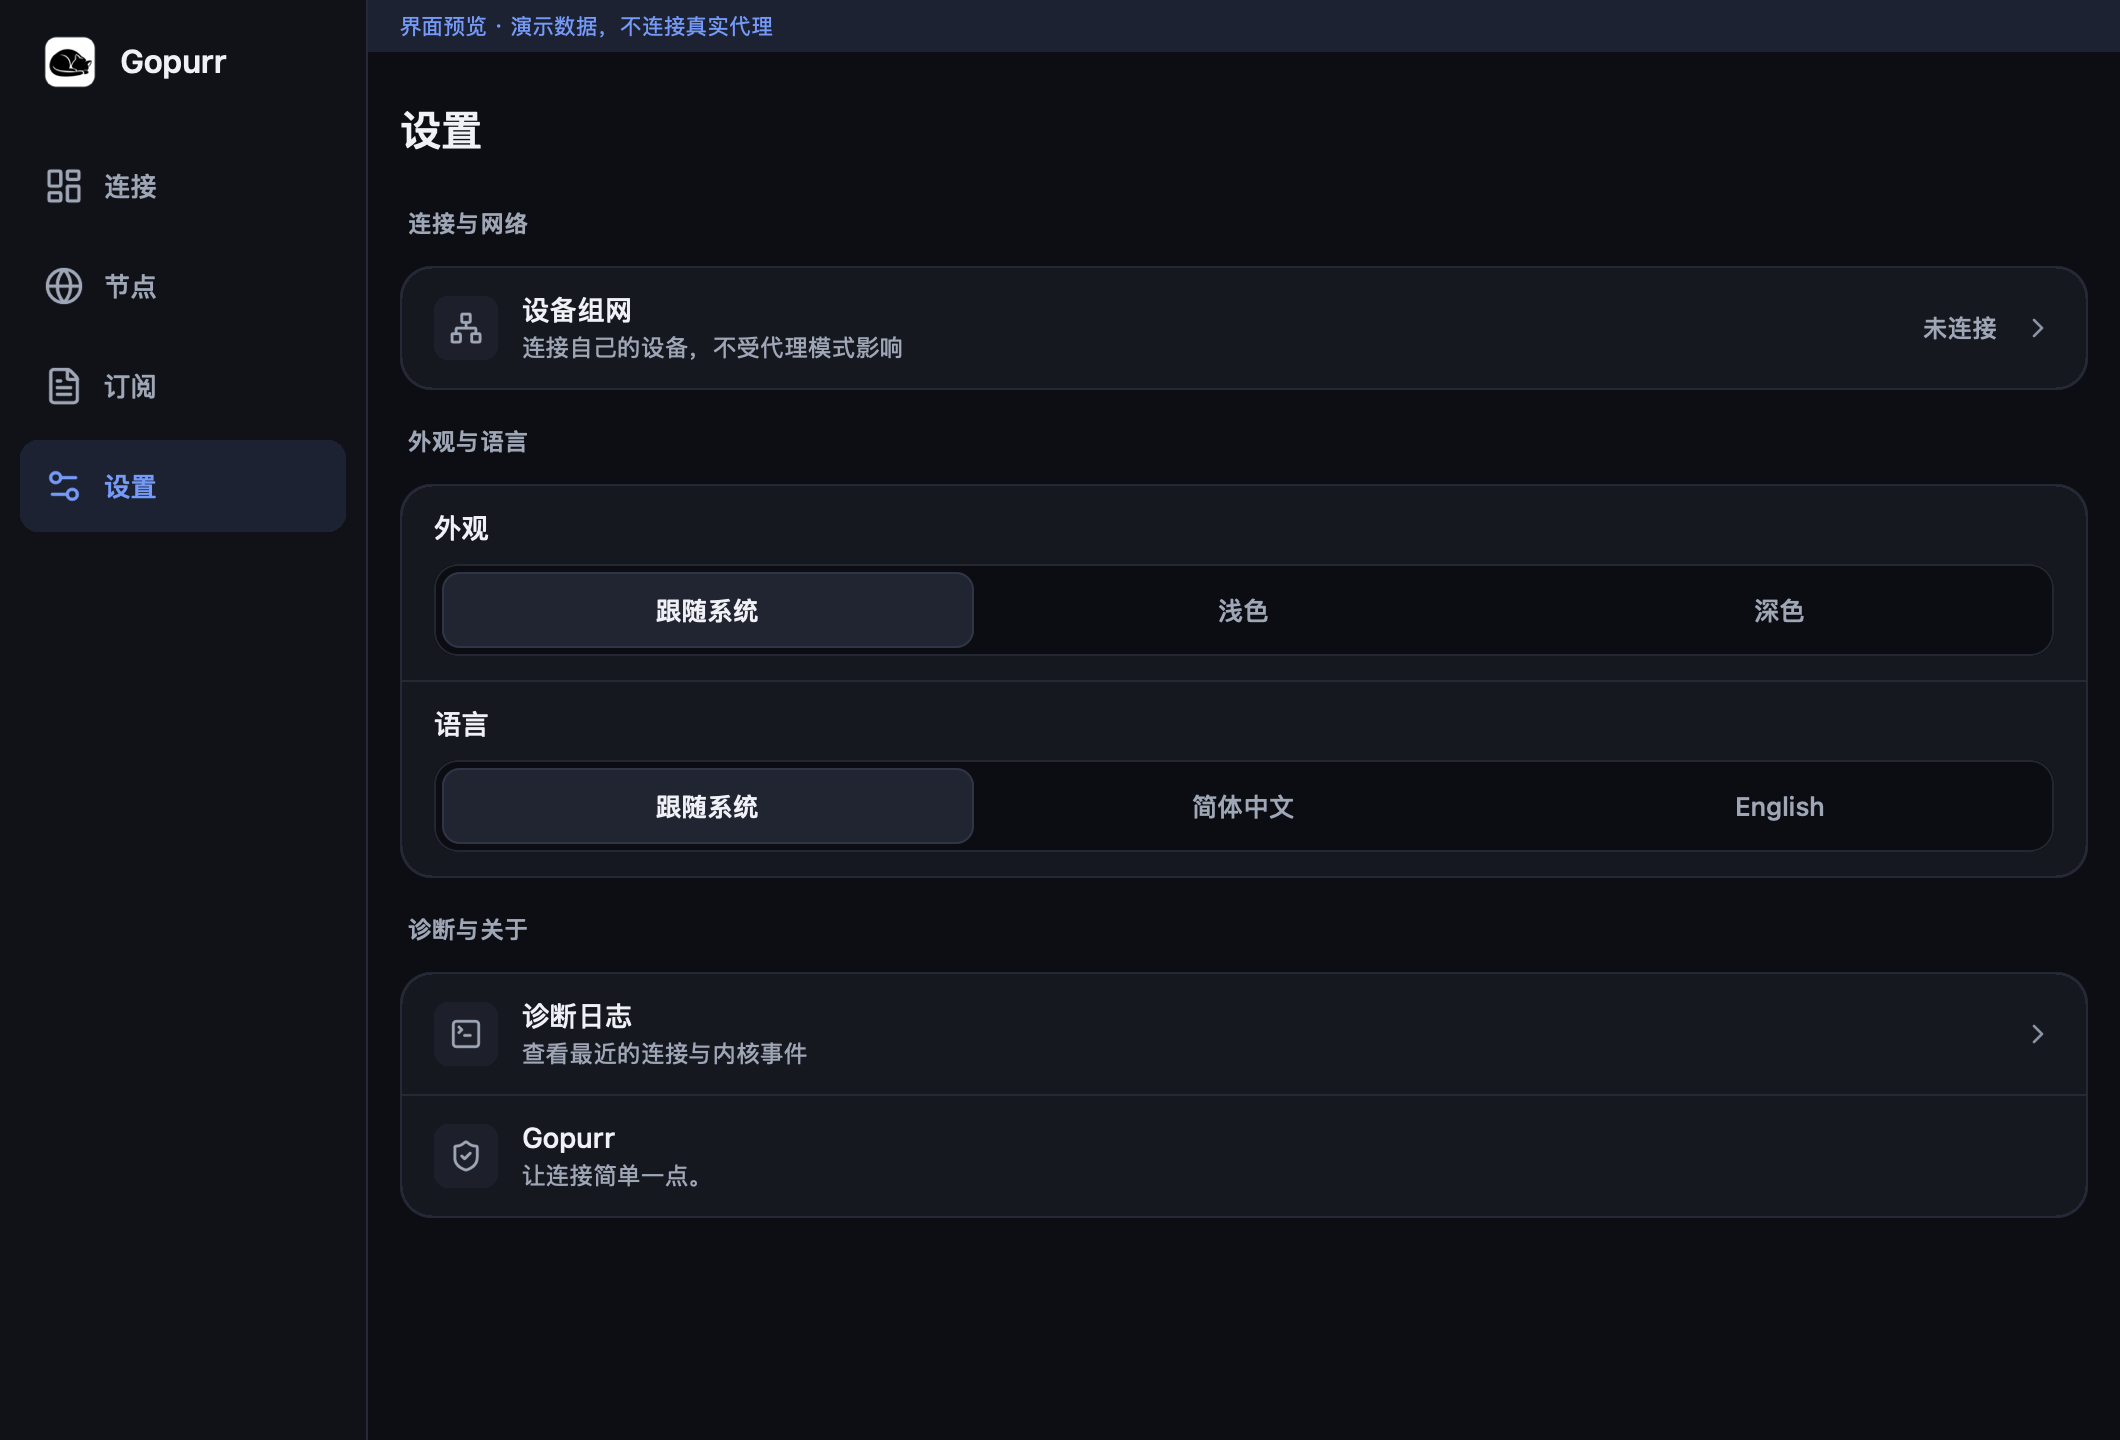 Gopurr
连接
节点
订阅
设置
界面预览 · 演示数据，不连接真实代理
设置
连接与网络
设备组网
连接自己的设备，不受代理模式影响
未连接
外观与语言
外观
跟随系统
浅色
深色
语言
跟随系统
简体中文
English
诊断与关于
诊断日志
查看最近的连接与内核事件
Gopurr
让连接简单一点。